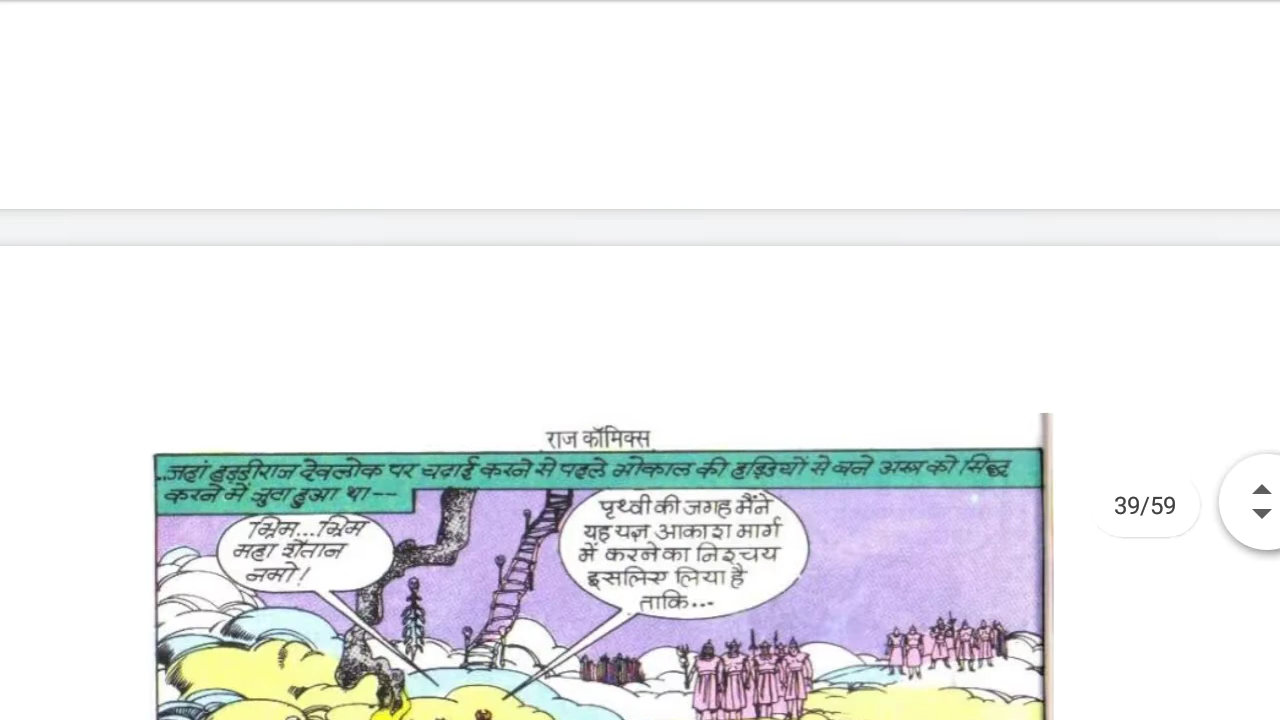 राज कॉमिक्स
...जहां हड्डीराज देवलोक पर चढ़ाई करने से पहले भोकाल की हड्डियों से बने अस्त्र को सिद्ध
करने में जुटा हुआ था--
भ्रिम...भ्रिम
महा शैतान
नमो!
पृथ्वी की जगह मैंने
यह यज्ञ आकाश मार्ग
में करने का निश्चय
इसलिए लिया है
ताकि...
39/59